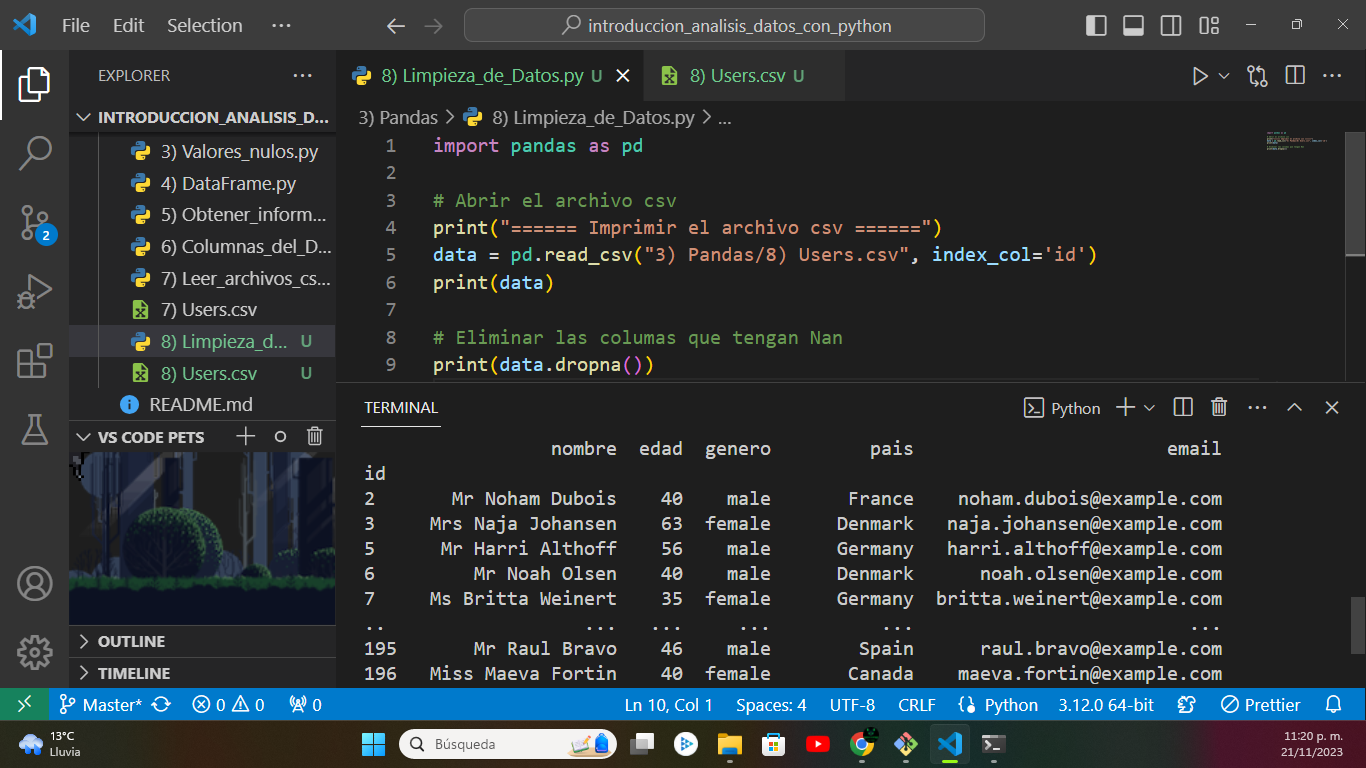 File Edit Selection ··· introduccion_analisis_datos_con_python
EXPLORER ···
INTRODUCCION_ANALISIS_D...
3) Valores_nulos.py
4) DataFrame.py
5) Obtener_inform...
6) Columnas_del_D...
7) Leer_archivos_cs...
7) Users.csv
8) Limpieza_d... U
8) Users.csv U
README.md
2
VS CODE PETS
OUTLINE
TIMELINE
8) Limpieza_de_Datos.py U 8) Users.csv U
3) Pandas > 8) Limpieza_de_Datos.py > ...
1 import pandas as pd
2
3 # Abrir el archivo csv
4 print("====== Imprimir el archivo csv ======")
5 data = pd.read_csv("3) Pandas/8) Users.csv", index_col='id')
6 print(data)
7
8 # Eliminar las columas que tengan Nan
9 print(data.dropna())
TERMINAL Python
nombre edad genero pais email
id
2 Mr Noham Dubois 40 male France noham.dubois@example.com
3 Mrs Naja Johansen 63 female Denmark naja.johansen@example.com
5 Mr Harri Althoff 56 male Germany harri.althoff@example.com
6 Mr Noah Olsen 40 male Denmark noah.olsen@example.com
7 Ms Britta Weinert 35 female Germany britta.weinert@example.com
.. ... ... ... ... ...
195 Mr Raul Bravo 46 male Spain raul.bravo@example.com
196 Miss Maeva Fortin 40 female Canada maeva.fortin@example.com
Master* 0 0 0 Ln 10, Col 1 Spaces: 4 UTF-8 CRLF Python 3.12.0 64-bit Prettier
13°C
Lluvia
Búsqueda
11:20 p. m.
21/11/2023